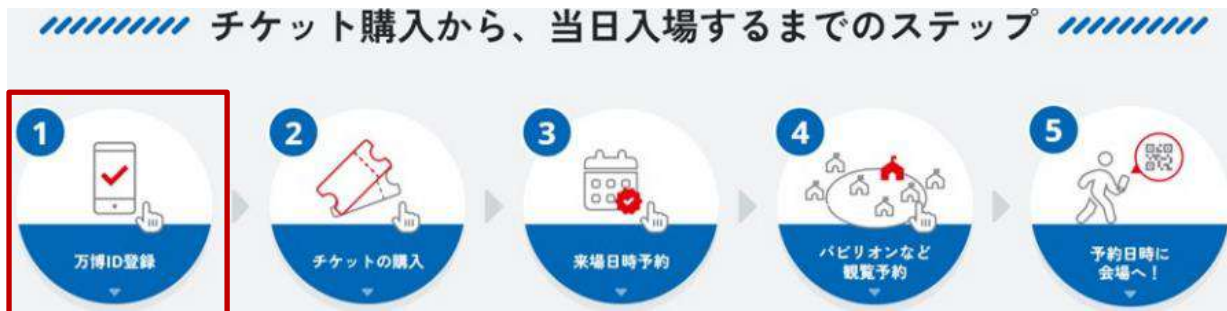 チケット購入から、当日入場するまでのステップ
1
万博ID登録
2
チケットの購入
3
来場日時予約
4
パビリオンなど
観覧予約
5
予約日時に
会場へ！